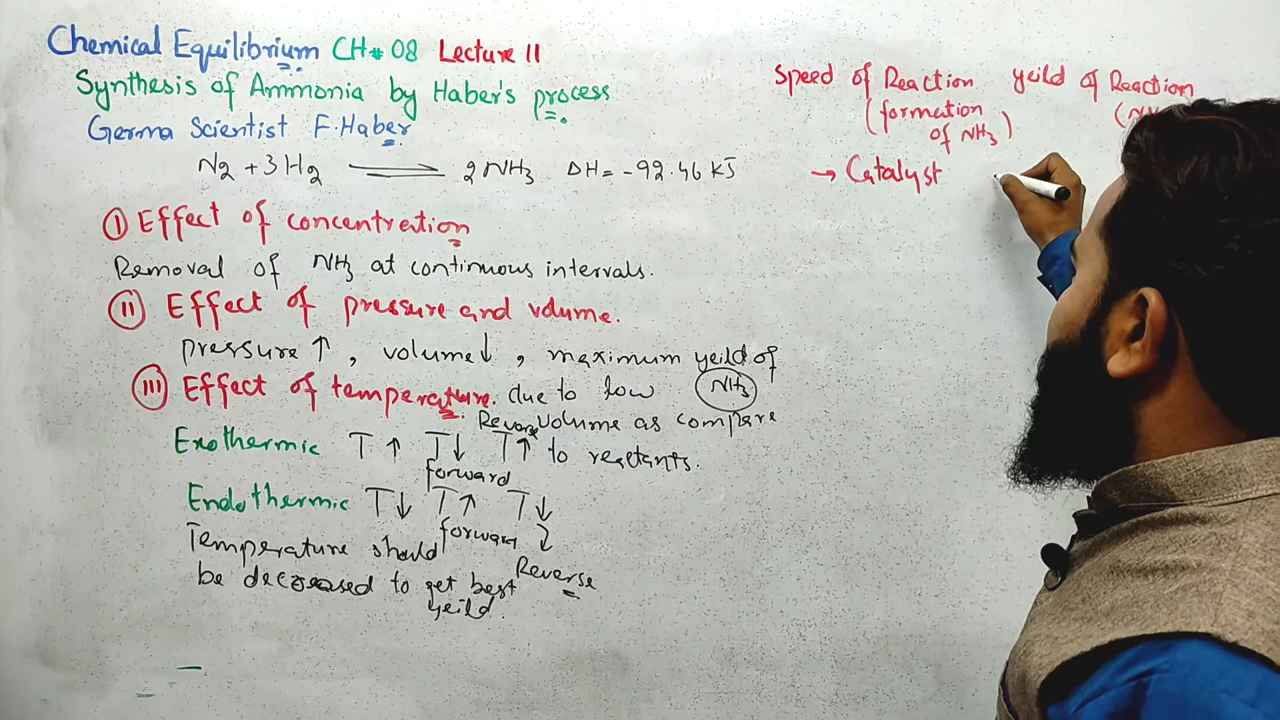 Chemical Equilibrium CH# 08 Lecture 11
Synthesis of Ammonia by Haber's process
Germa Scientist F. Haber
N2 + 3H2 ⇌ 2NH3 ΔH = -92.46 kJ
① Effect of concentration
Removal of NH3 at continuous intervals.
(II) Effect of pressure and volume.
pressure ↑, volume ↓, maximum yeild of
(III) Effect of temperature. due to low NH3
Reverse volume as compare
Exothermic T↑ T↓ T↑ to reactants.
forward
Endothermic T↓ T↑ T↓
forward
Temperature should
Reverse
be decreased to get best
yeild.
Speed of Reaction yeild of Reaction
(formation
of NH3)
→ Catalyst